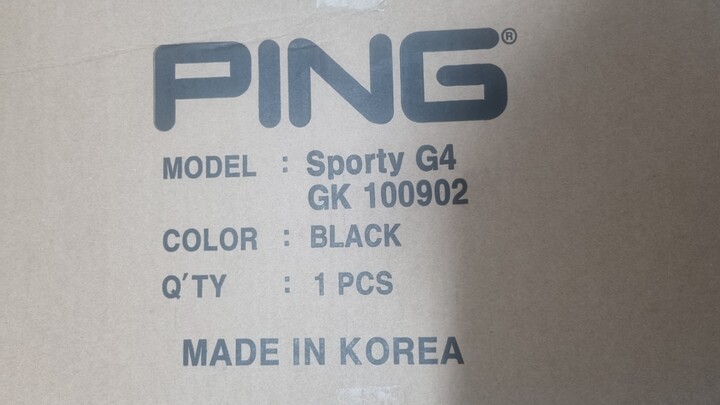 PING®
MODEL : Sporty G4
GK 100902
COLOR : BLACK
Q'TY : 1 PCS
MADE IN KOREA